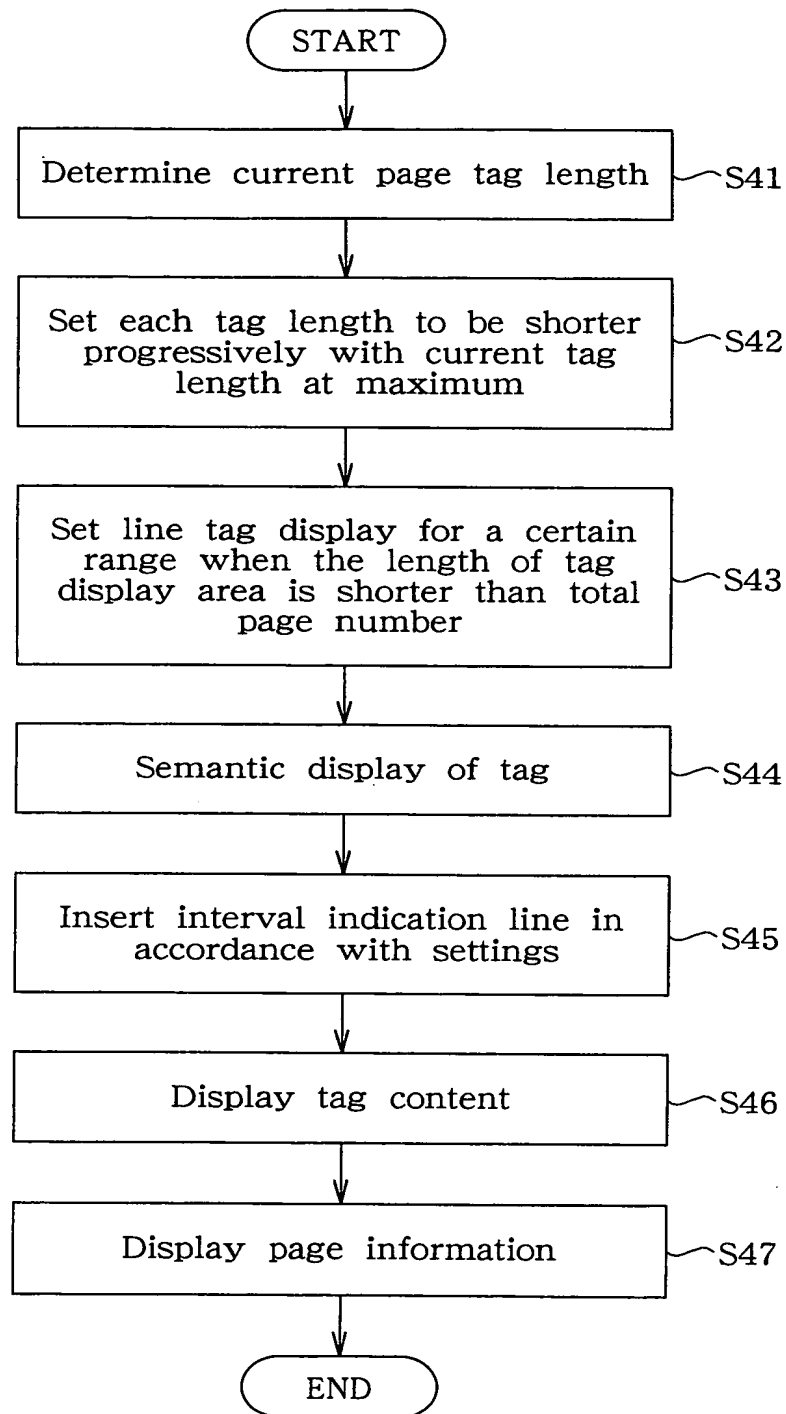 START
Determine current page tag length
S41
Set each tag length to be shorter
progressively with current tag
length at maximum
S42
Set line tag display for a certain
range when the length of tag
display area is shorter than total
page number
S43
Semantic display of tag
S44
Insert interval indication line in
accordance with settings
S45
Display tag content
S46
Display page information
S47
END